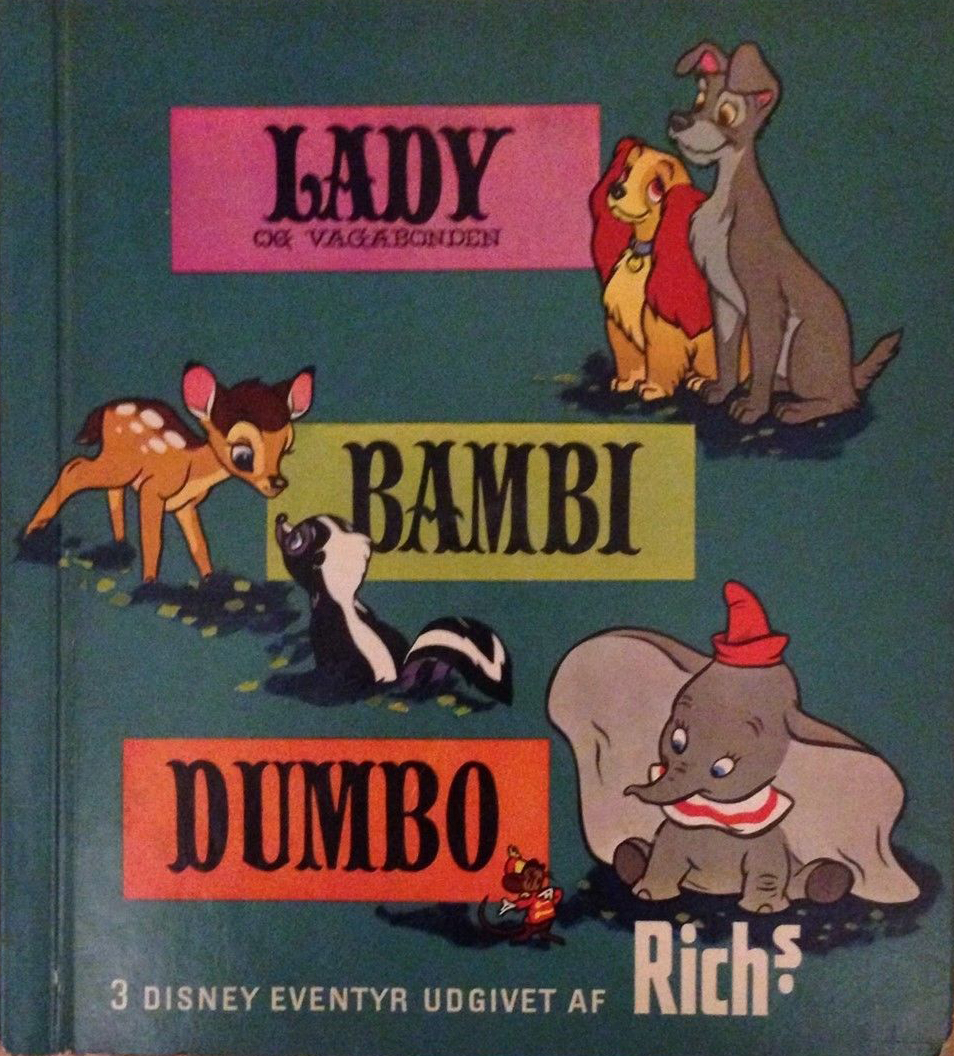 LADY
OG VAGABONDEN
BAMBI
DUMBO
3 DISNEY EVENTYR UDGIVET AF Richs